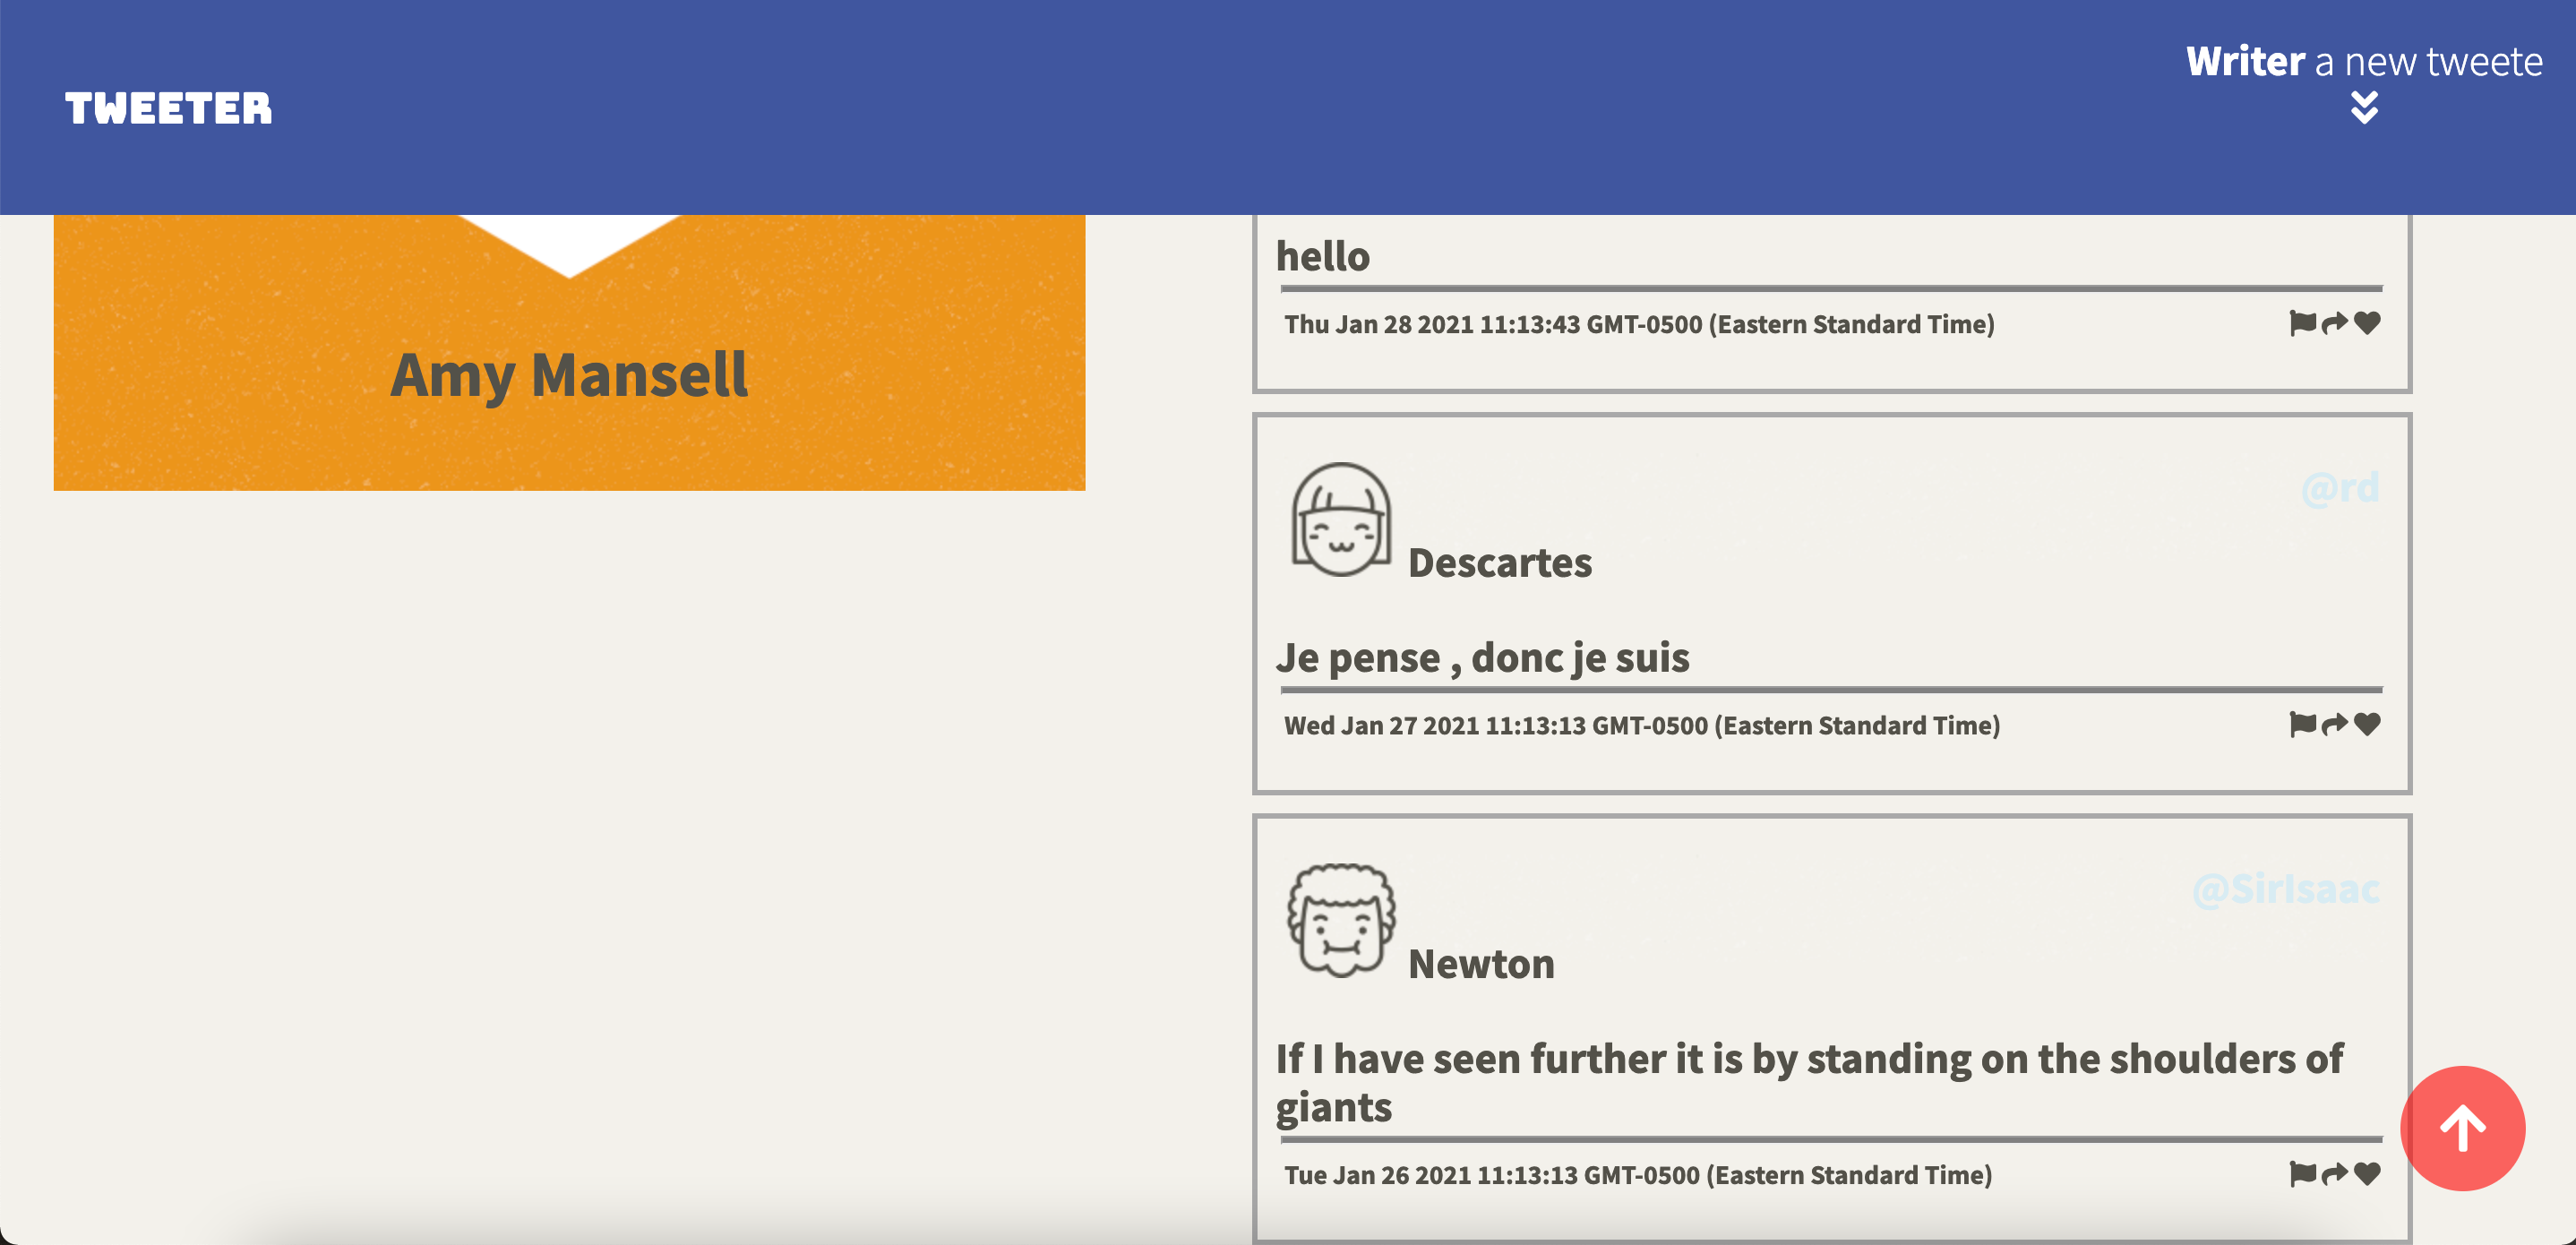 TWEETER
Writer a new tweete
Amy Mansell
hello
Thu Jan 28 2021 11:13:43 GMT-0500 (Eastern Standard Time)
@rd
Descartes
Je pense , donc je suis
Wed Jan 27 2021 11:13:13 GMT-0500 (Eastern Standard Time)
@SirIsaac
Newton
If I have seen further it is by standing on the shoulders of
giants
Tue Jan 26 2021 11:13:13 GMT-0500 (Eastern Standard Time)